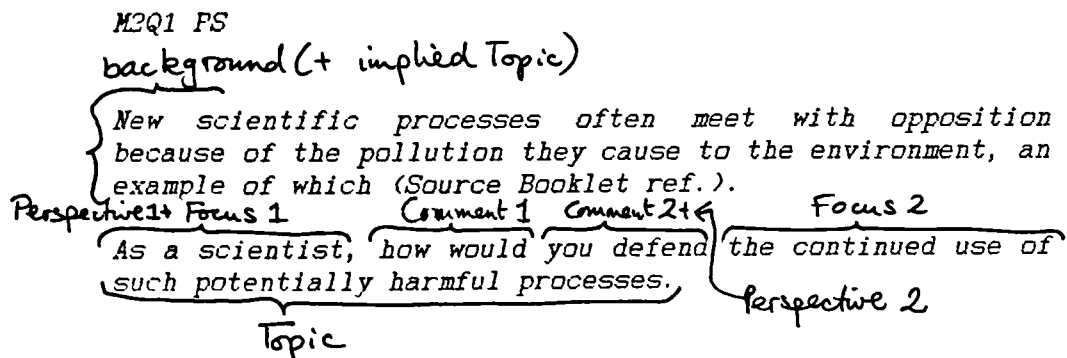 M2Q1 PS
background (+ implied Topic)
New scientific processes often meet with opposition
because of the pollution they cause to the environment, an
example of which (Source Booklet ref.).
Perspective 1+ Focus 1 Comment 1 Comment 2+ Focus 2
As a scientist, how would you defend the continued use of
such potentially harmful processes.
Perspective 2
Topic